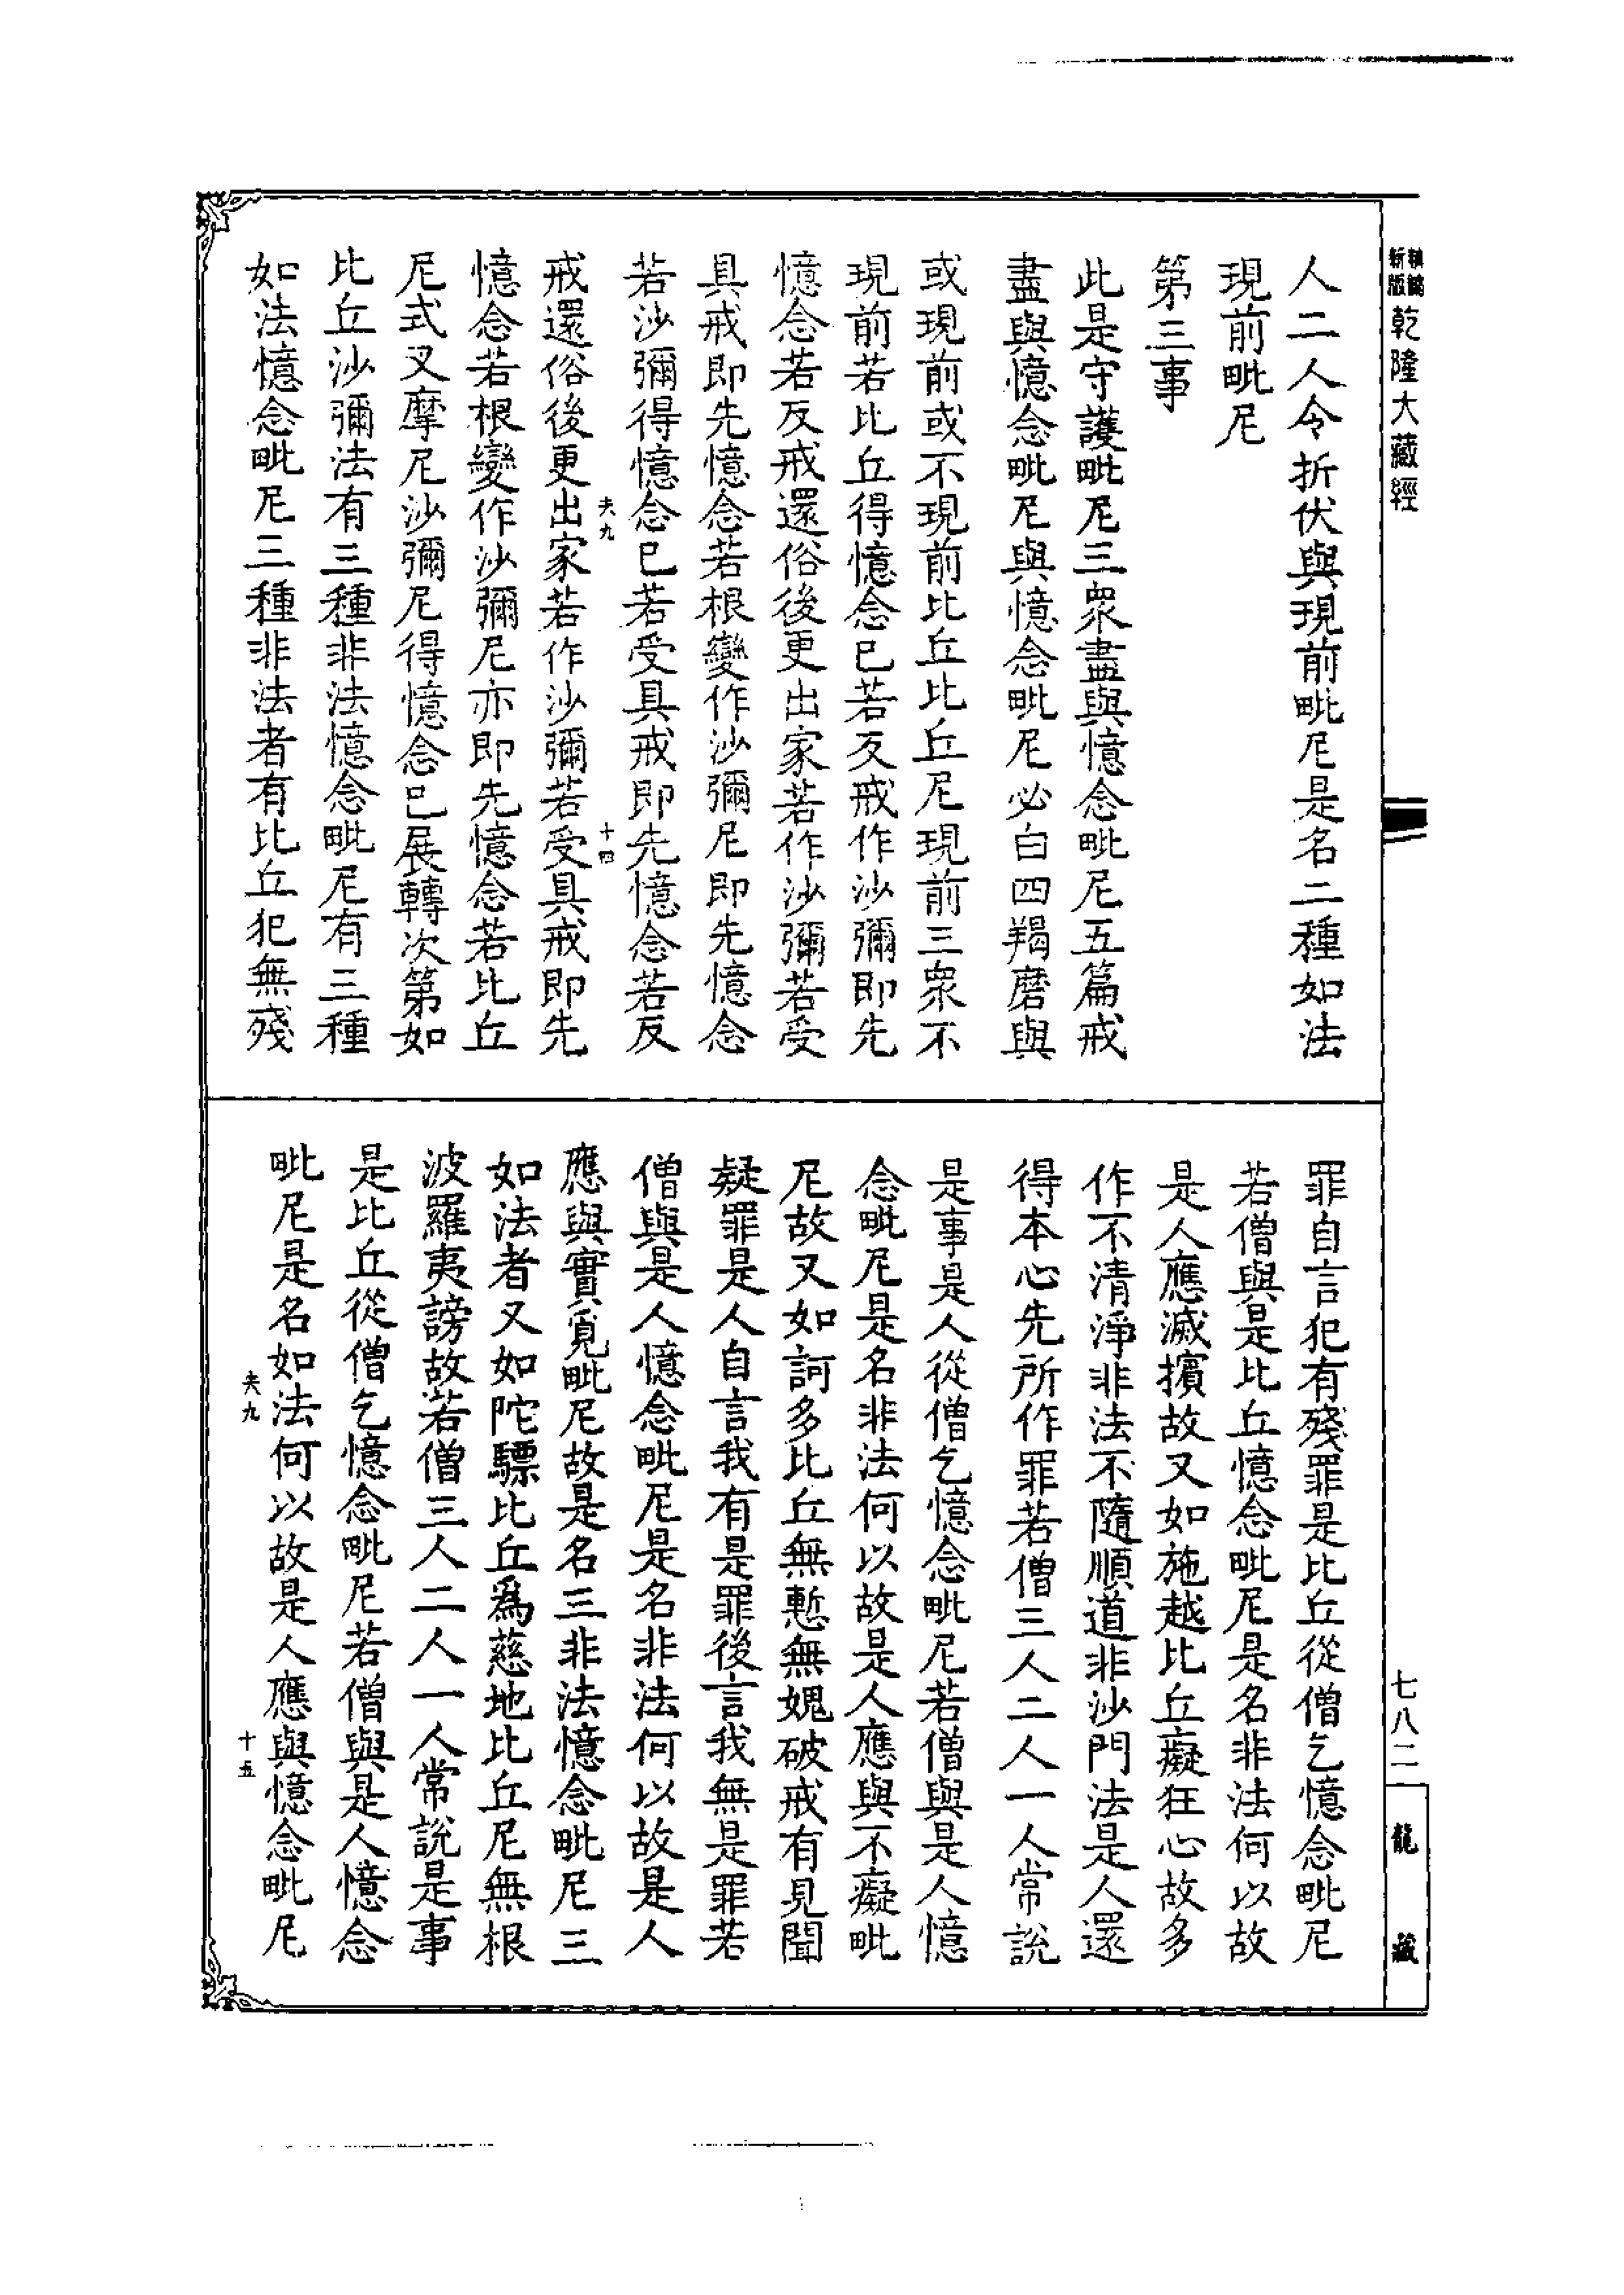 新版
乾隆大藏經
人二人令折伏與現前毗尼是名二種如法
現前毗尼
第三事
此是守護毗尼三衆盡與憶念毗尼五篇戒
盡與憶念毗尼與憶念毗尼必白四羯磨與
或現前或不現前比丘比丘尼現前三衆不
現前若比丘得憶念已若反戒作沙彌即先
憶念若反戒還俗後更出家若作沙彌若受
具戒即先憶念若根變作沙彌尼即先憶念
若沙彌得憶念已若受具戒即先憶念若反
夫九
十四
戒還俗後更出家若作沙彌若受具戒即先
憶念若根變作沙彌尼亦即先憶念若比丘
尼式叉摩尼沙彌尼得憶念已展轉次第如
比丘沙彌法有三種非法憶念毗尼有三種
如法憶念毗尼三種非法者有比丘犯無殘
罪自言犯有殘罪是比丘從僧乞憶念毗尼
若僧與是比丘憶念毗尼是名非法何以故
是人應滅擯故又如施越比丘癡狂心故多
作不清淨非法不隨順道非沙門法是人還
得本心先所作罪若僧三人二人一人常說
是事是人從僧乞憶念毗尼若僧與是人憶
念毗尼是名非法何以故是人應與不癡毗
尼故又如訶多比丘無慙無媿破戒有見聞
疑罪是人自言我有是罪後言我無是罪若
僧與是人憶念毗尼是名非法何以故是人
應與實覓毗尼故是名三非法憶念毗尼三
如法者又如陀驃比丘爲慈地比丘尼無根
波羅夷謗故若僧三人二人一人常說是事
是比丘從僧乞憶念毗尼若僧與是人憶念
毗尼是名如法何以故是人應與憶念毗尼
夫九
十五
七八二
龍藏